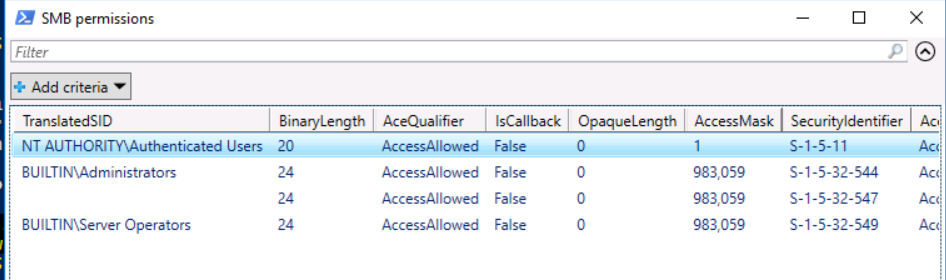 SMB permissions
Filter
Add criteria
TranslatedSID BinaryLength AceQualifier IsCallback OpaqueLength AccessMask SecurityIdentifier
NT AUTHORITY\Authenticated Users 20 AccessAllowed False 0 1 S-1-5-11
BUILTIN\Administrators 24 AccessAllowed False 0 983,059 S-1-5-32-544
24 AccessAllowed False 0 983,059 S-1-5-32-547
BUILTIN\Server Operators 24 AccessAllowed False 0 983,059 S-1-5-32-549